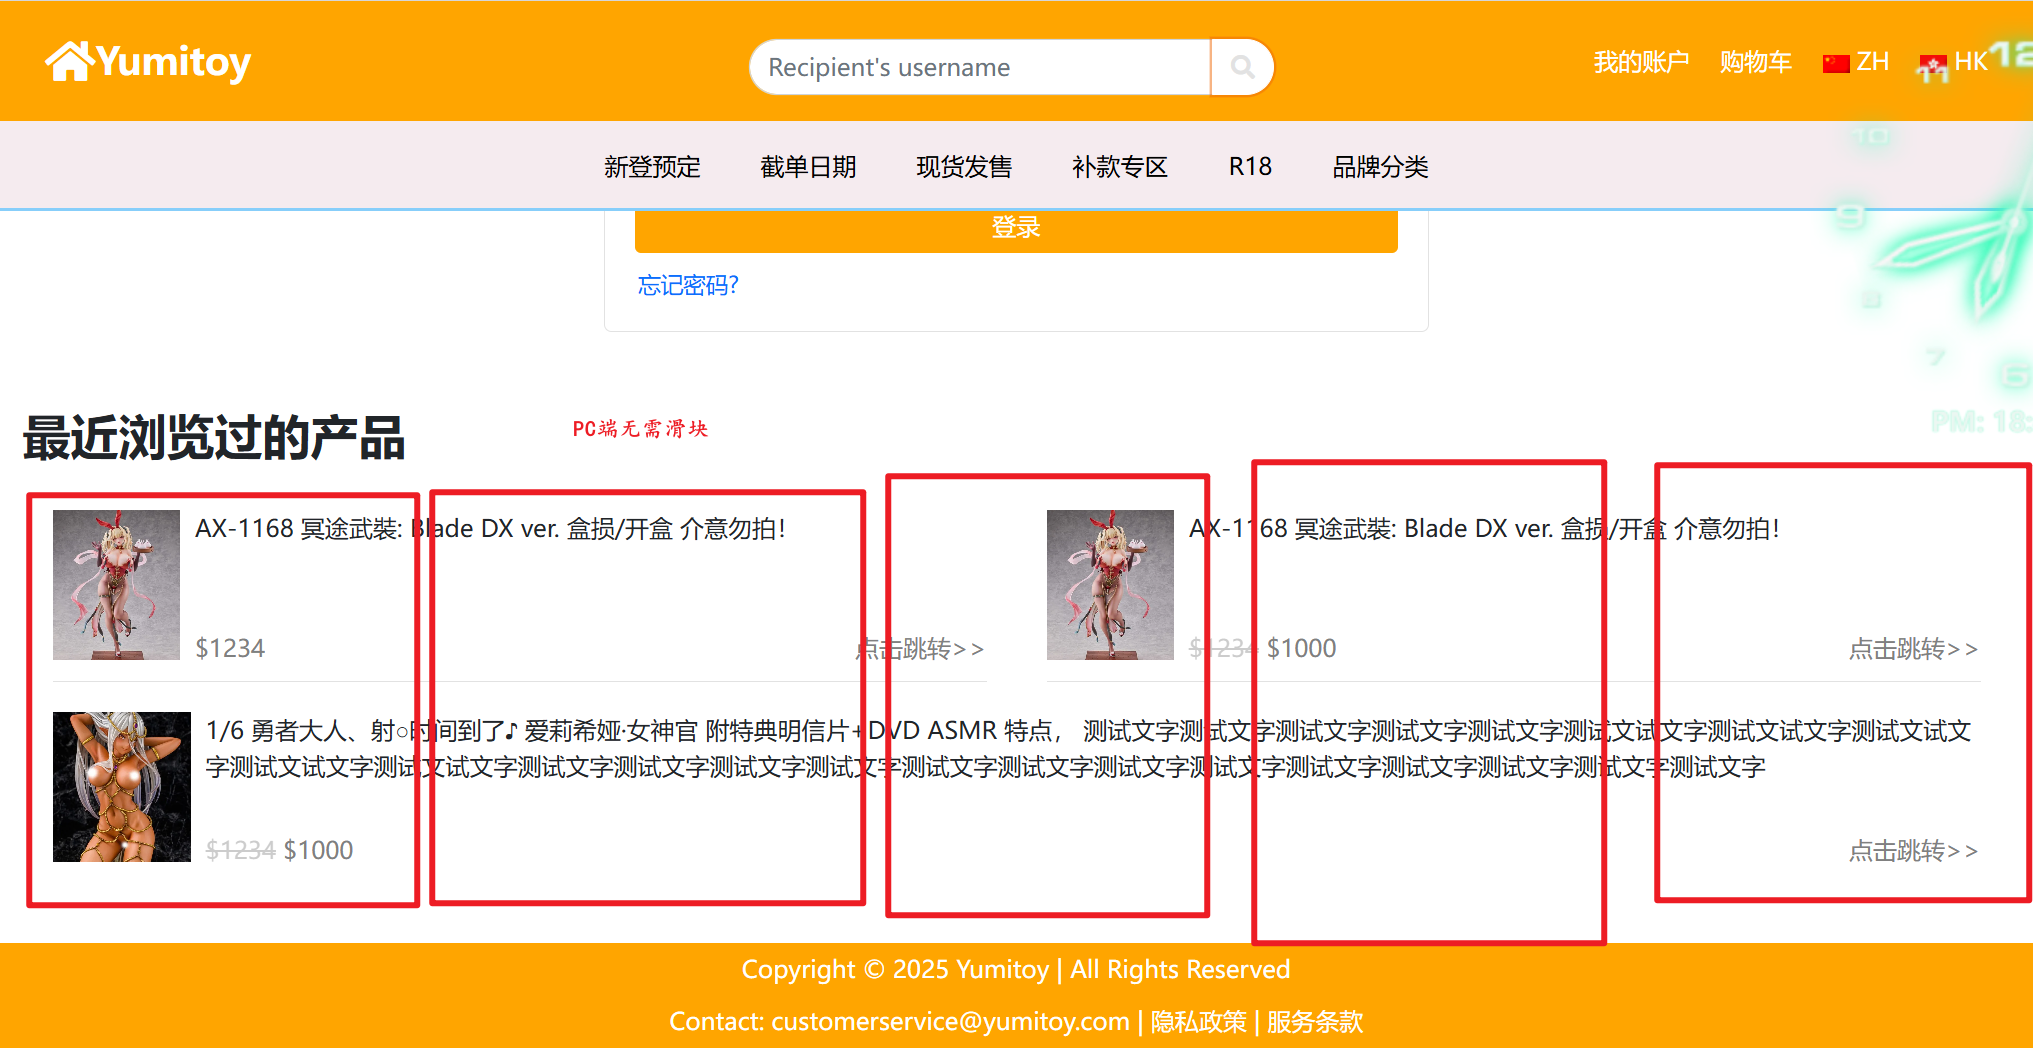 Yumitoy
Recipient's username
我的账户 购物车 ZH HK
12
11
10
新登预定 截单日期 现货发售 补款专区 R18 品牌分类
9
8
7
6
登录
忘记密码?
PM: 18:
最近浏览过的产品
PC端无需滑块
AX-1168 冥途武裝: Blade DX ver. 盒损/开盒 介意勿拍！
$1234
点击跳转>>
AX-1168 冥途武裝: Blade DX ver. 盒损/开盒 介意勿拍！
$1234 $1000
点击跳转>>
1/6 勇者大人、射○时间到了♪ 爱莉希娅·女神官 附特典明信片+DVD ASMR 特点， 测试文字测试文字测试文字测试文字测试文字测试文试文字测试文试文字测试文试文
字测试文试文字测试文试文字测试文字测试文字测试文字测试文字测试文字测试文字测试文字测试文字测试文字测试文字测试文字测试文字测试文字
$1234 $1000
点击跳转>>
Copyright © 2025 Yumitoy | All Rights Reserved
Contact: customerservice@yumitoy.com | 隐私政策 | 服务条款